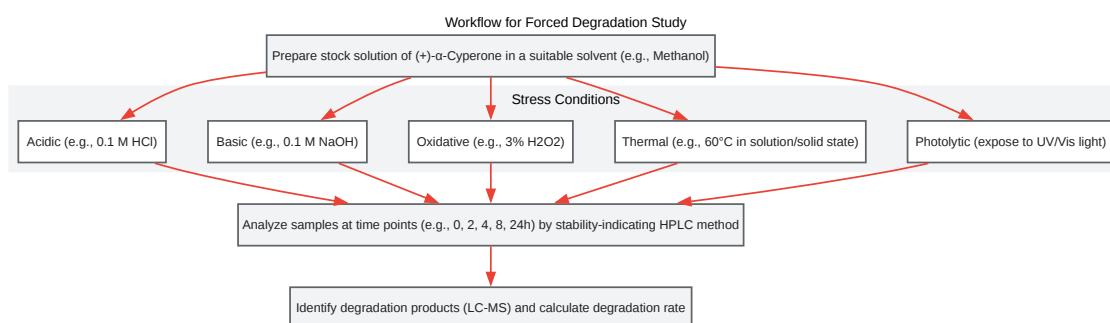 Workflow for Forced Degradation Study
Prepare stock solution of (+)-α-Cyperone in a suitable solvent (e.g., Methanol)
Stress Conditions
Acidic (e.g., 0.1 M HCl)
Basic (e.g., 0.1 M NaOH)
Oxidative (e.g., 3% H2O2)
Thermal (e.g., 60°C in solution/solid state)
Photolytic (expose to UV/Vis light)
Analyze samples at time points (e.g., 0, 2, 4, 8, 24h) by stability-indicating HPLC method
Identify degradation products (LC-MS) and calculate degradation rate